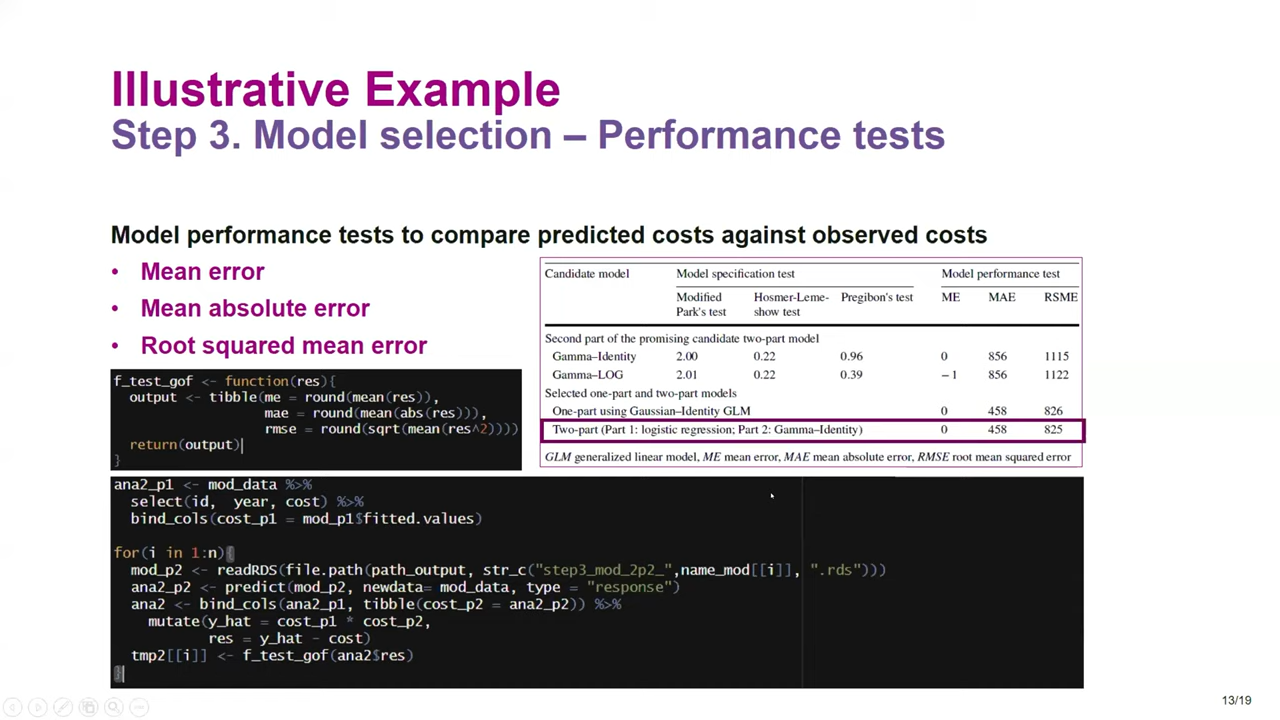 Illustrative Example
Step 3. Model selection – Performance tests
Model performance tests to compare predicted costs against observed costs
• Mean error
• Mean absolute error
• Root squared mean error
Candidate model Model specification test Model performance test
Modified Park's test Hosmer-Leme-show test Pregibon's test ME MAE RSME
Second part of the promising candidate two-part model
Gamma–Identity 2.00 0.22 0.96 0 856 1115
Gamma–LOG 2.01 0.22 0.39 −1 856 1122
Selected one-part and two-part models
One-part using Gaussian–Identity GLM 0 458 826
Two-part (Part 1: logistic regression; Part 2: Gamma–Identity) 0 458 825
GLM generalized linear model, ME mean error, MAE mean absolute error, RMSE root mean squared error
f_test_gof <- function(res){
output <- tibble(me = round(mean(res)),
mae = round(mean(abs(res))),
rmse = round(sqrt(mean(res^2))))
return(output)
}
ana2_p1 <- mod_data %>%
select(id, year, cost) %>%
bind_cols(cost_p1 = mod_p1$fitted.values)
for(i in 1:n){
mod_p2 <- readRDS(file.path(path_output, str_c("step3_mod_2p2_",name_mod[[i]], ".rds")))
ana2_p2 <- predict(mod_p2, newdata= mod_data, type = "response")
ana2 <- bind_cols(ana2_p1, tibble(cost_p2 = ana2_p2)) %>%
mutate(y_hat = cost_p1 * cost_p2,
res = y_hat - cost)
tmp2[[i]] <- f_test_gof(ana2$res)
}
13/19